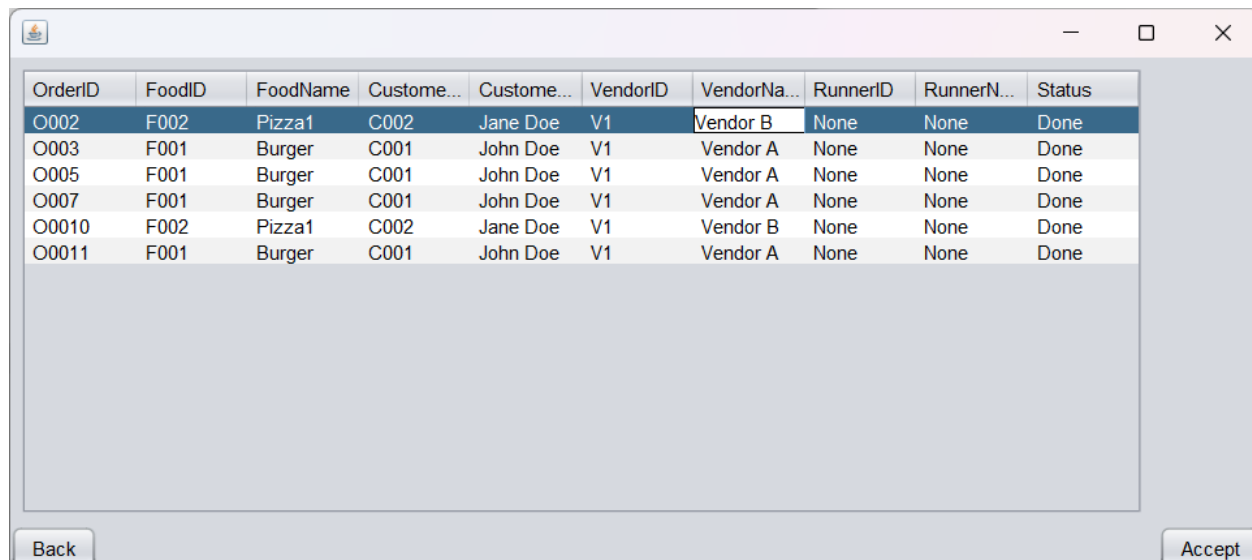 OrderID FoodID FoodName Custome... Custome... VendorID VendorNa... RunnerID RunnerN... Status
O002 F002 Pizza1 C002 Jane Doe V1 Vendor B None None Done
O003 F001 Burger C001 John Doe V1 Vendor A None None Done
O005 F001 Burger C001 John Doe V1 Vendor A None None Done
O007 F001 Burger C001 John Doe V1 Vendor A None None Done
O0010 F002 Pizza1 C002 Jane Doe V1 Vendor B None None Done
O0011 F001 Burger C001 John Doe V1 Vendor A None None Done
Back Accept